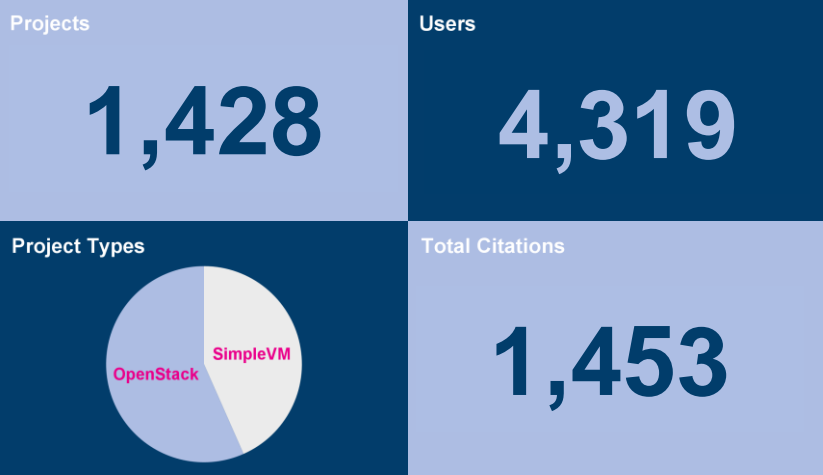 Projects
1,428
Users
4,319
Project Types
SimpleVM
OpenStack
Total Citations
1,453